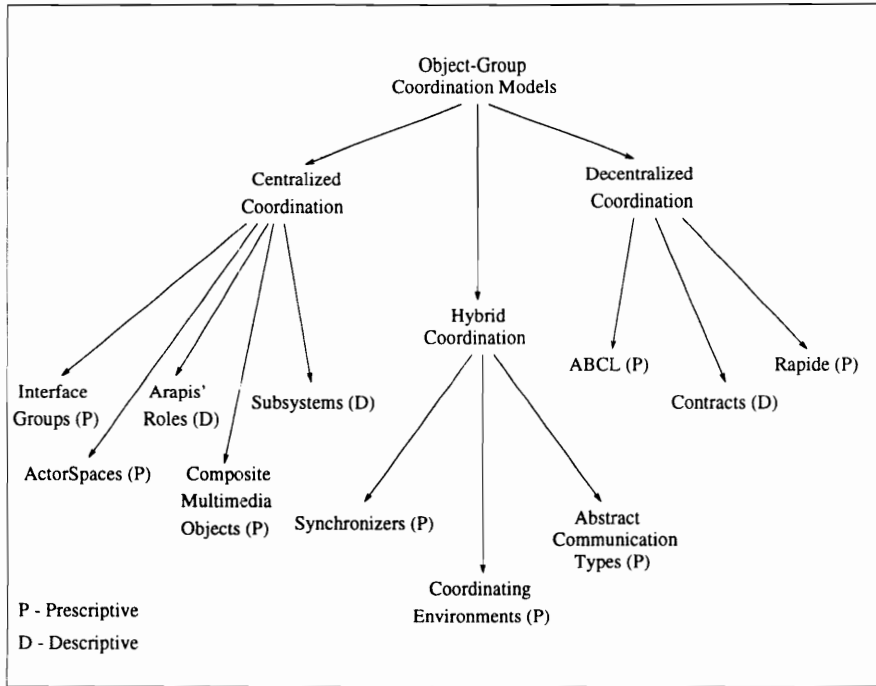 Object-Group
Coordination Models
Centralized
Coordination
Decentralized
Coordination
Hybrid
Coordination
Interface
Groups (P)
Arapis'
Roles (D)
Subsystems (D)
ActorSpaces (P)
Composite
Multimedia
Objects (P)
ABCL (P)
Rapide (P)
Contracts (D)
Synchronizers (P)
Abstract
Communication
Types (P)
Coordinating
Environments (P)
P - Prescriptive
D - Descriptive